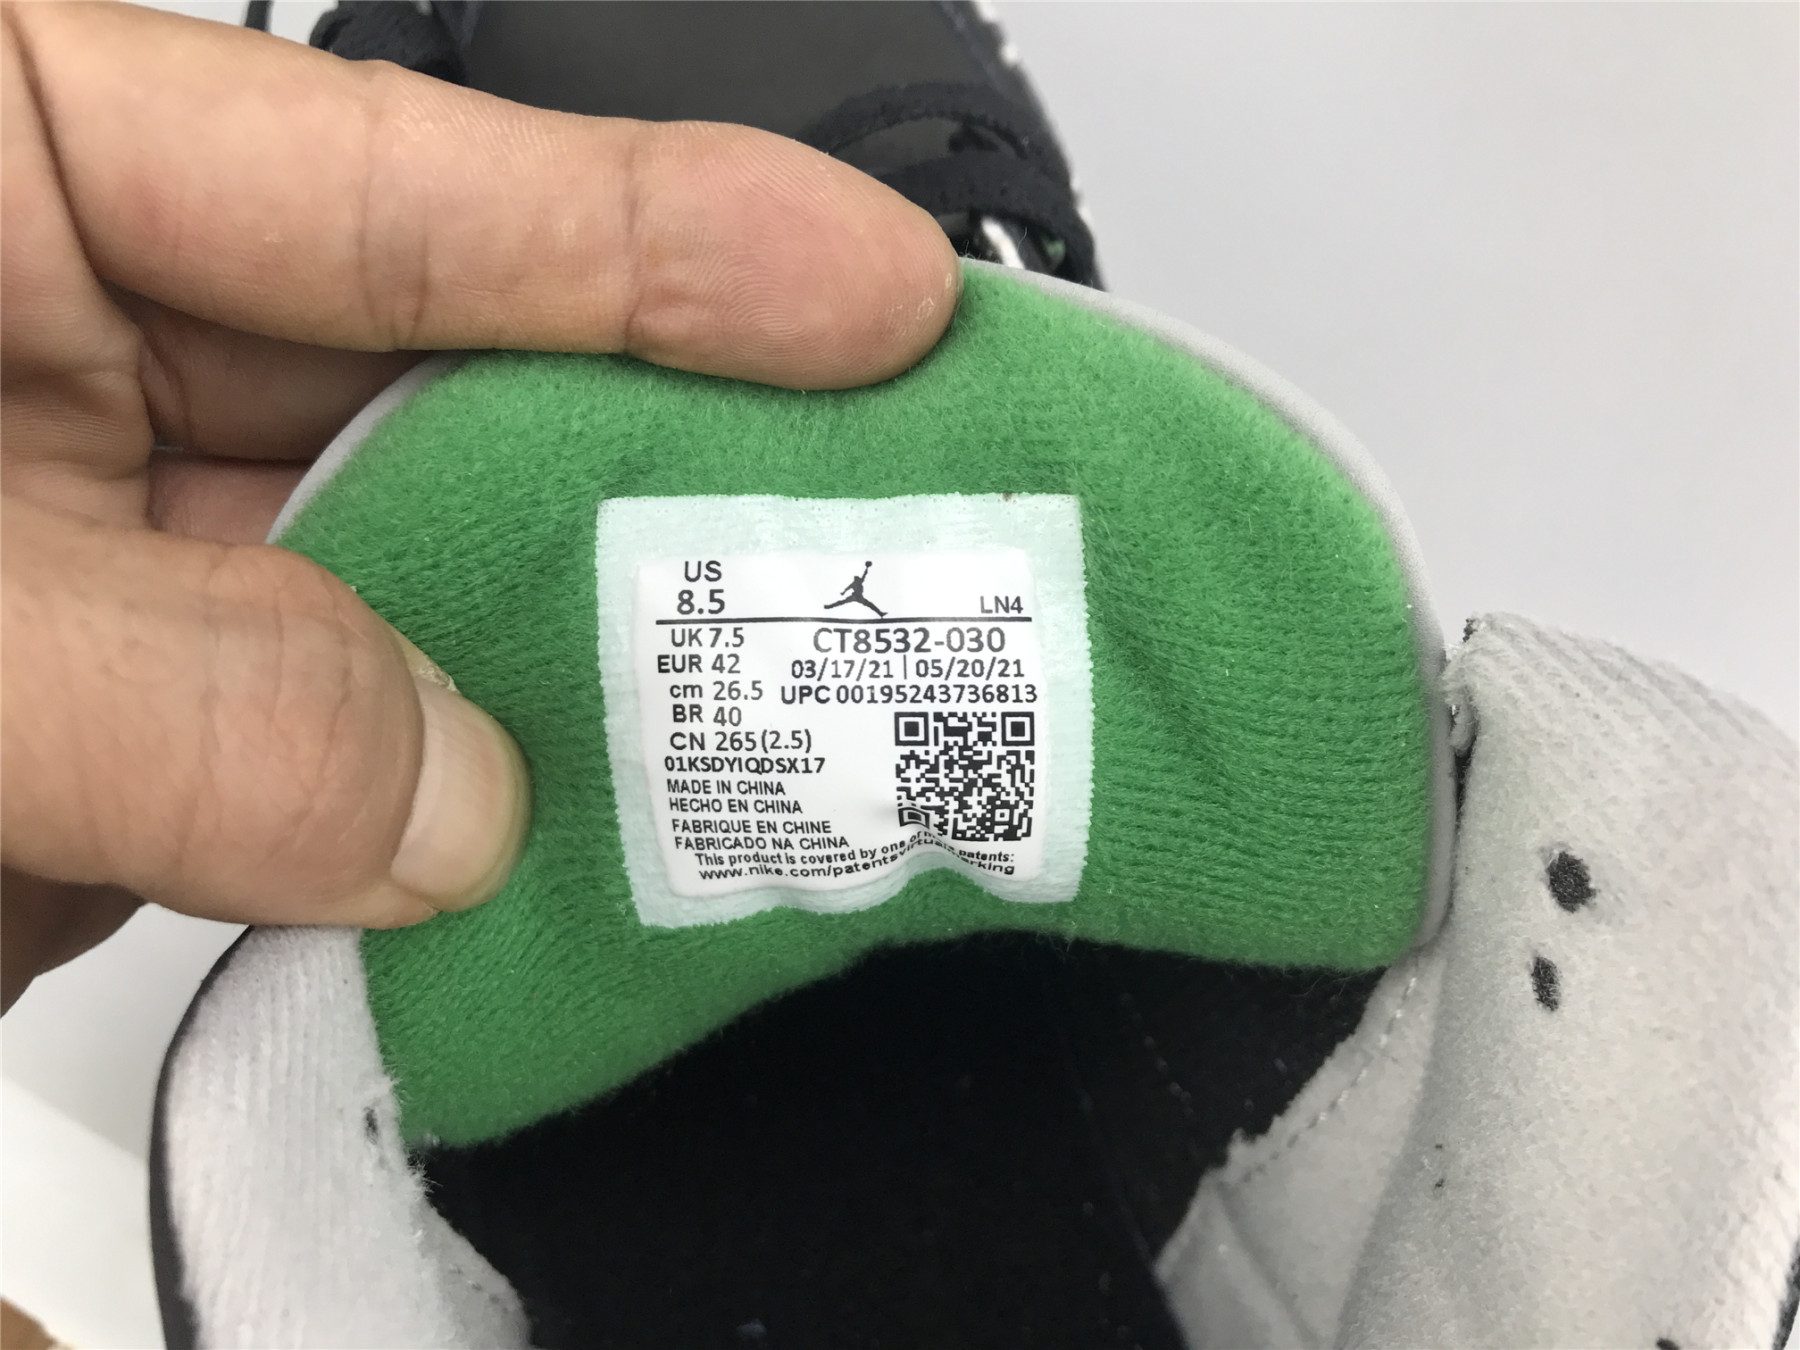 US
8.5
LN4
UK 7.5
CT8532-030
EUR 42
03/17/21 | 05/20/21
cm 26.5
UPC 00195243736813
BR 40
CN 265(2.5)
01KSDYIQDSX17
MADE IN CHINA
HECHO EN CHINA
FABRIQUE EN CHINE
FABRICADO NA CHINA
This product is covered by one or patents:
www.nike.com/patentsvirtualmarking